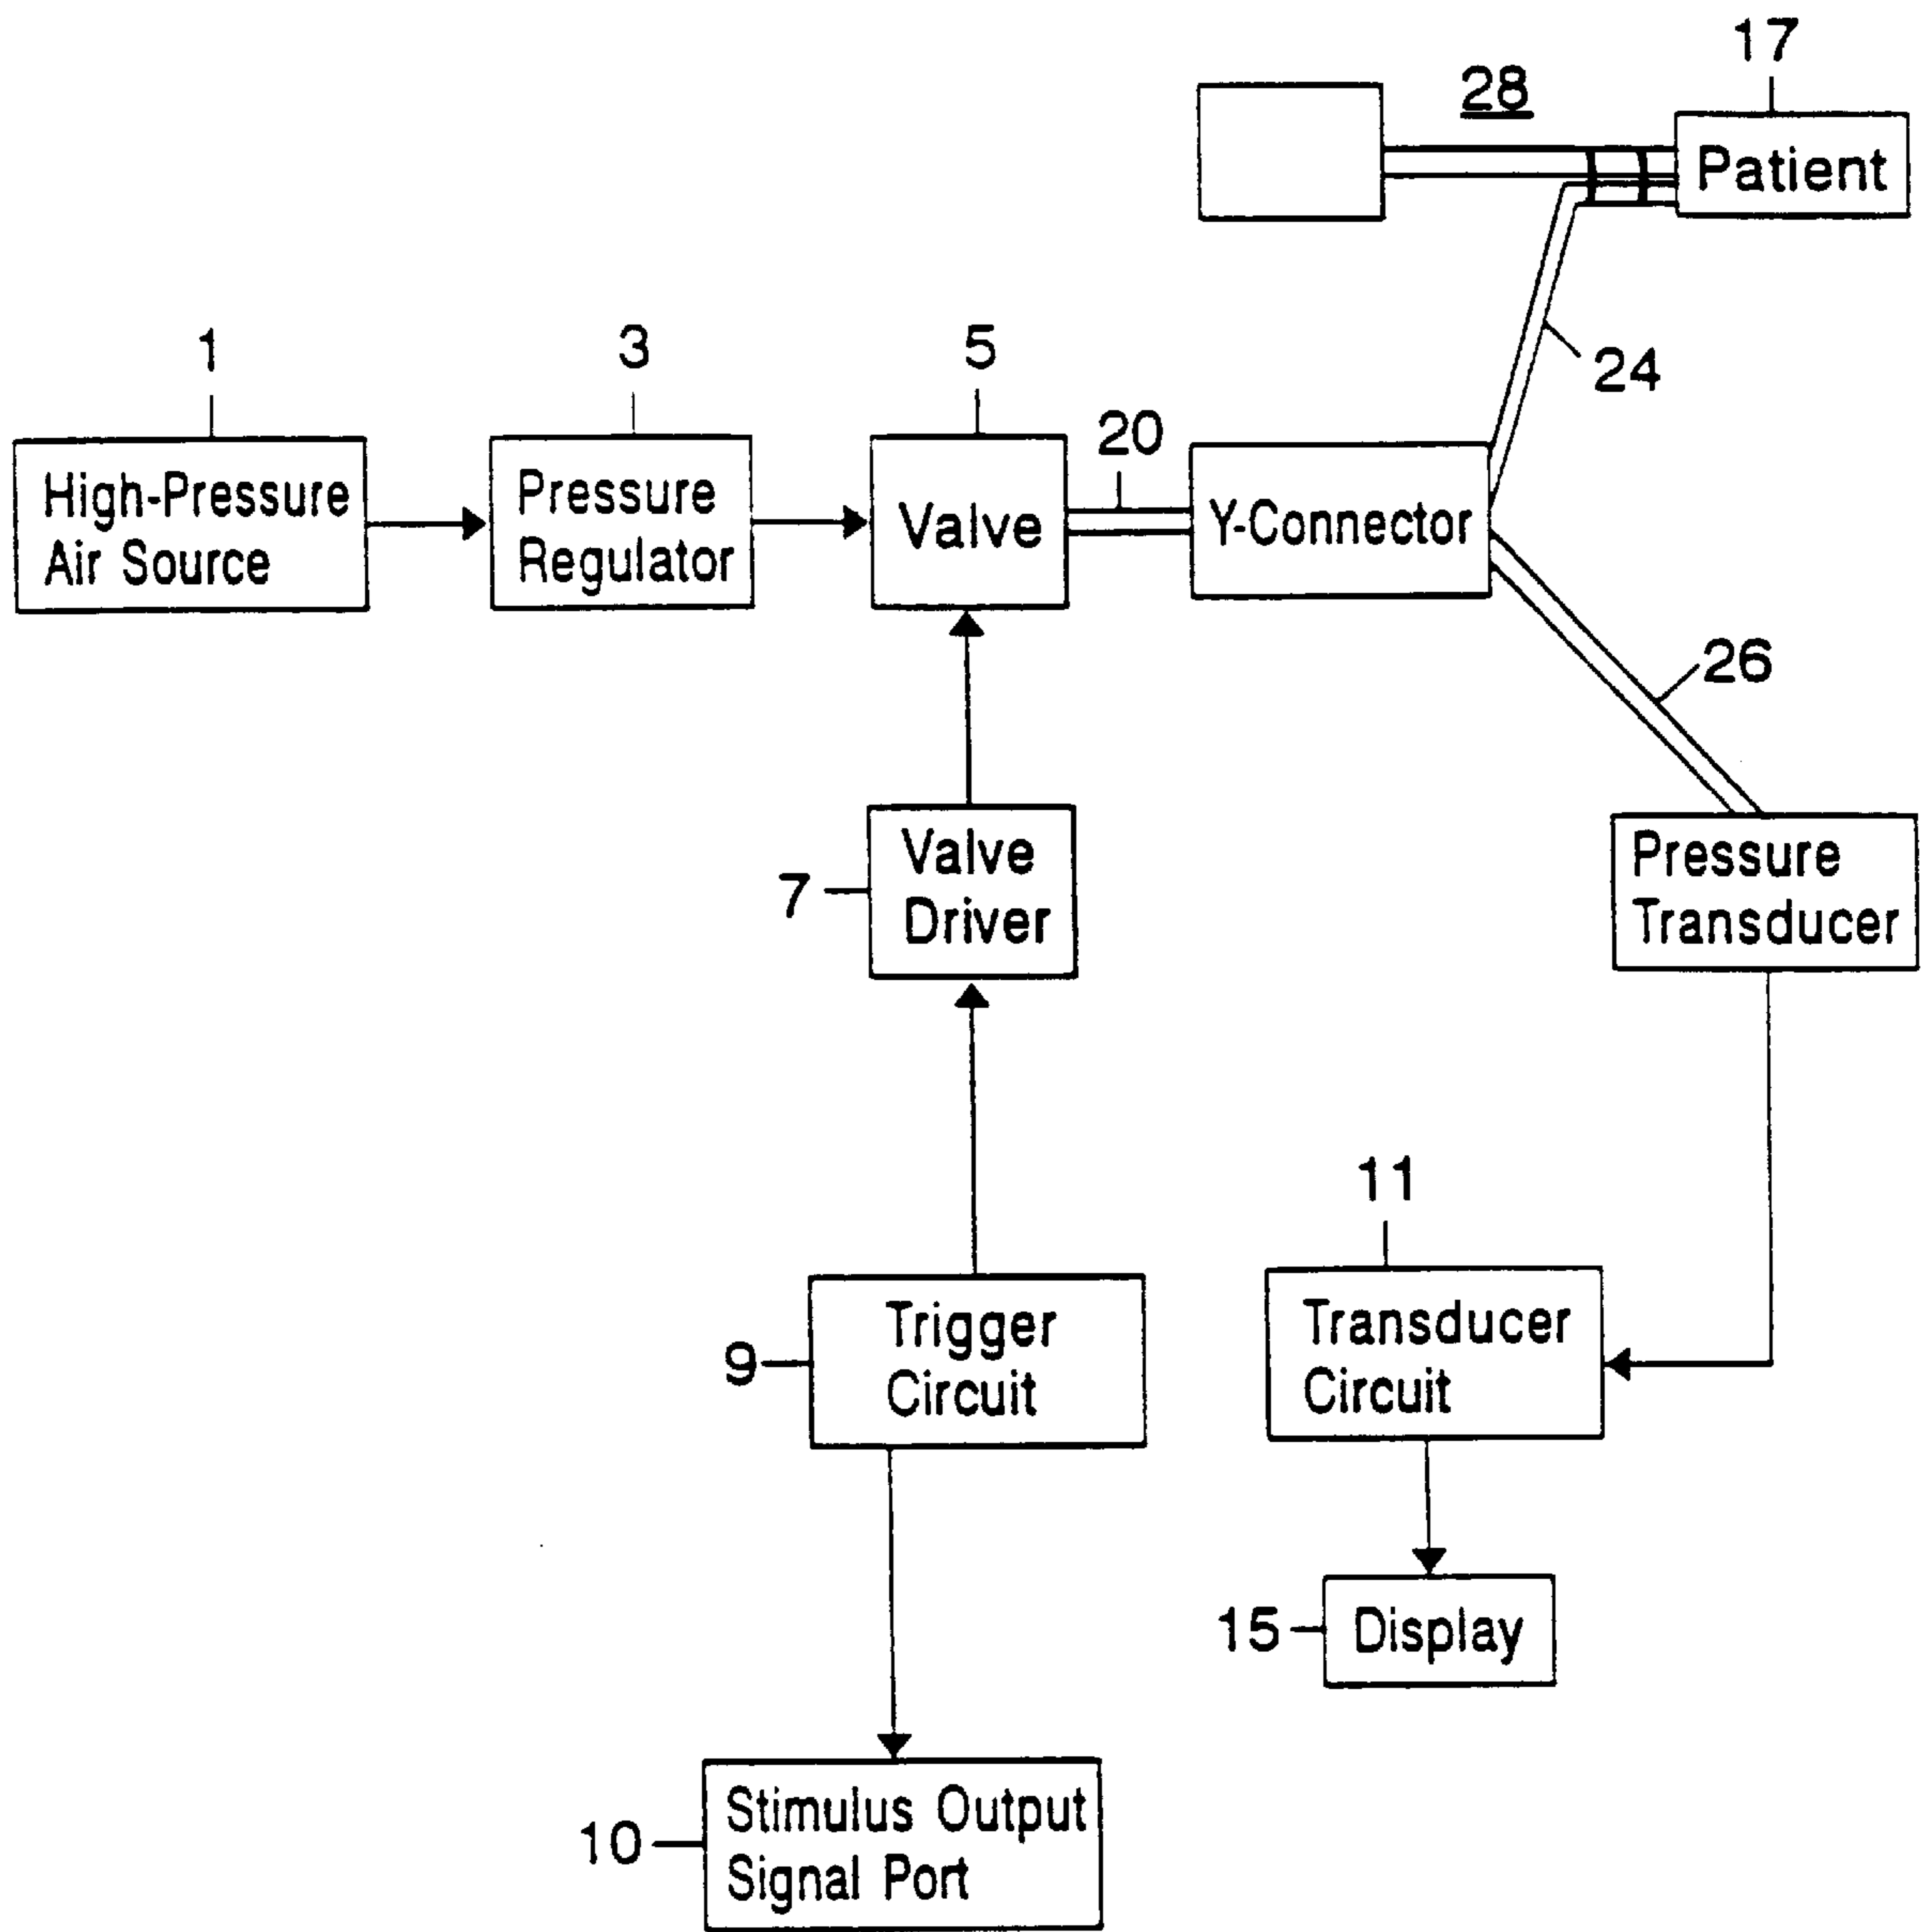 17
28
Patient
24
1
3
5
20
High-Pressure
Air Source
Pressure
Regulator
Valve
Y-Connector
26
7
Valve
Driver
Pressure
Transducer
11
9
Trigger
Circuit
Transducer
Circuit
15
Display
10
Stimulus Output
Signal Port